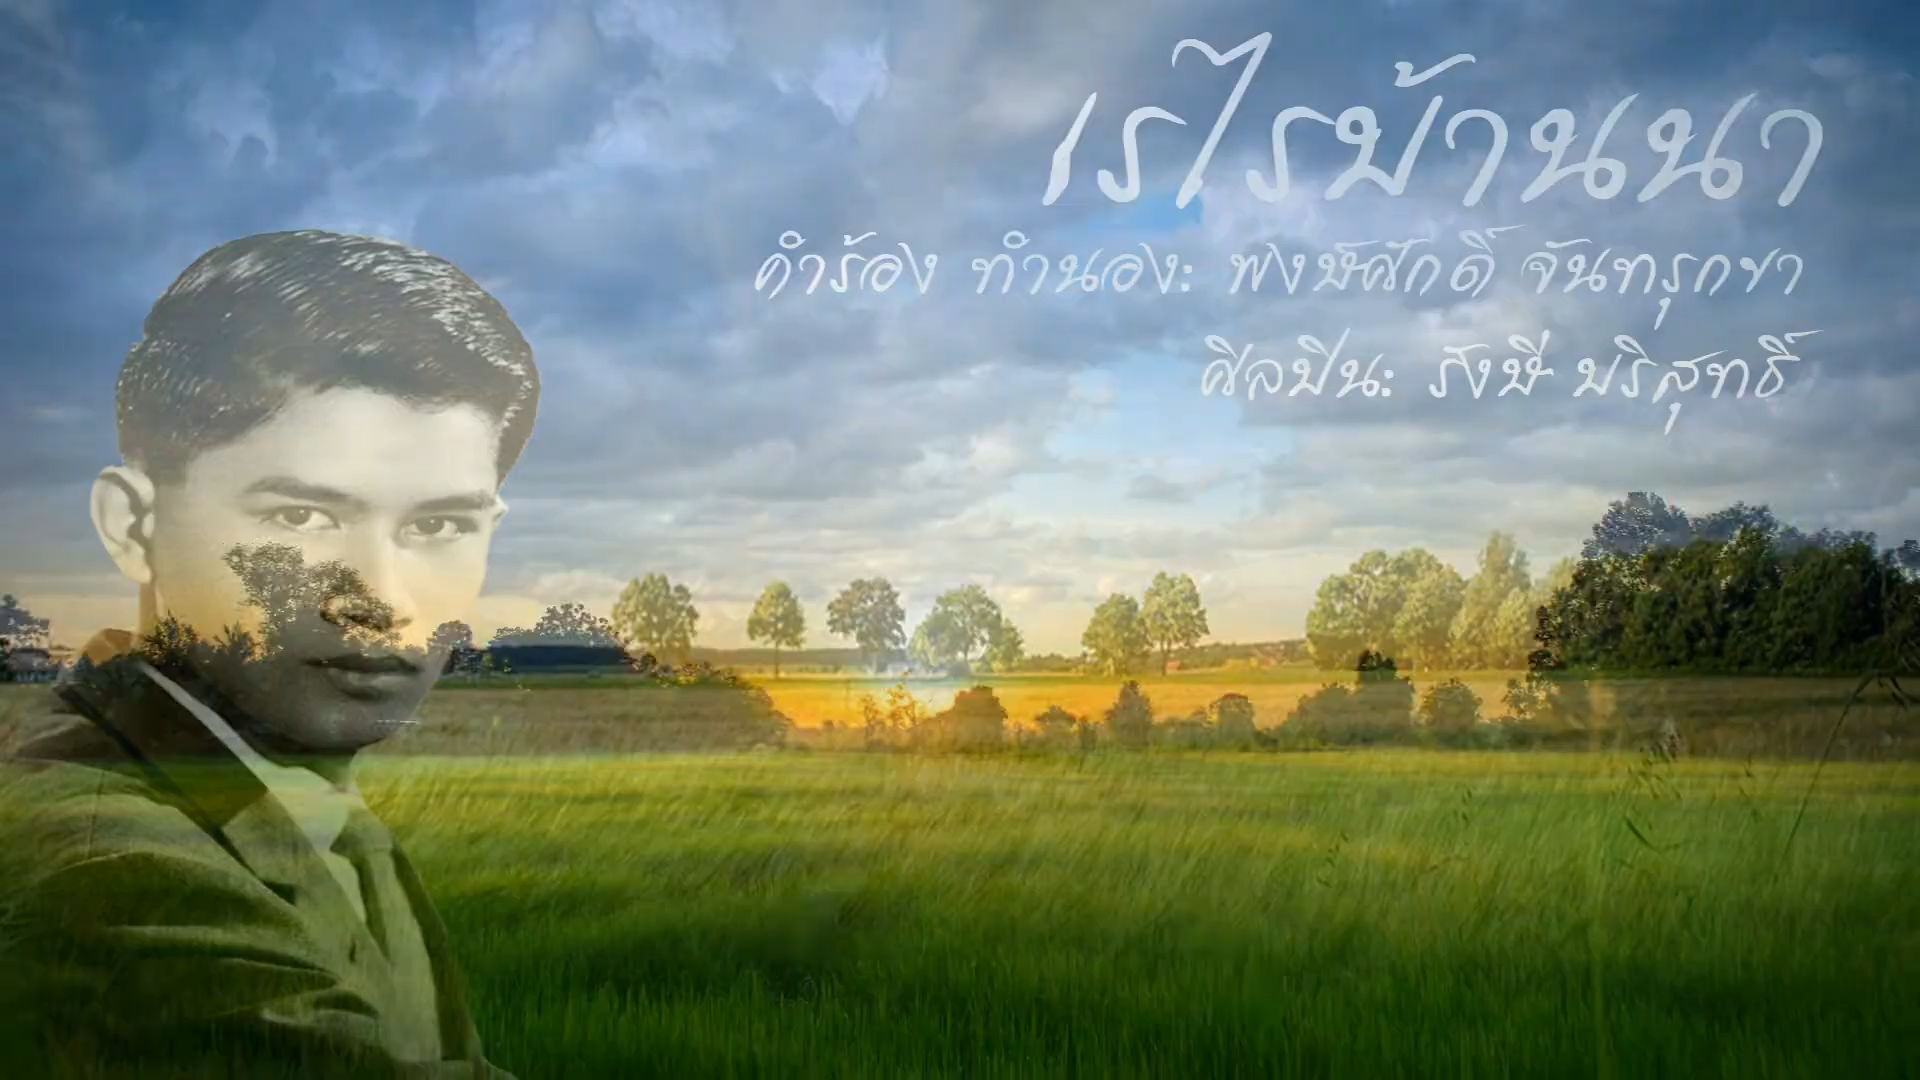 เรไรบ้านนา
คำร้อง ทำนอง: พงษ์ศักดิ์ จันทรุกขา
ศิลปิน: รังษี บริสุทธิ์